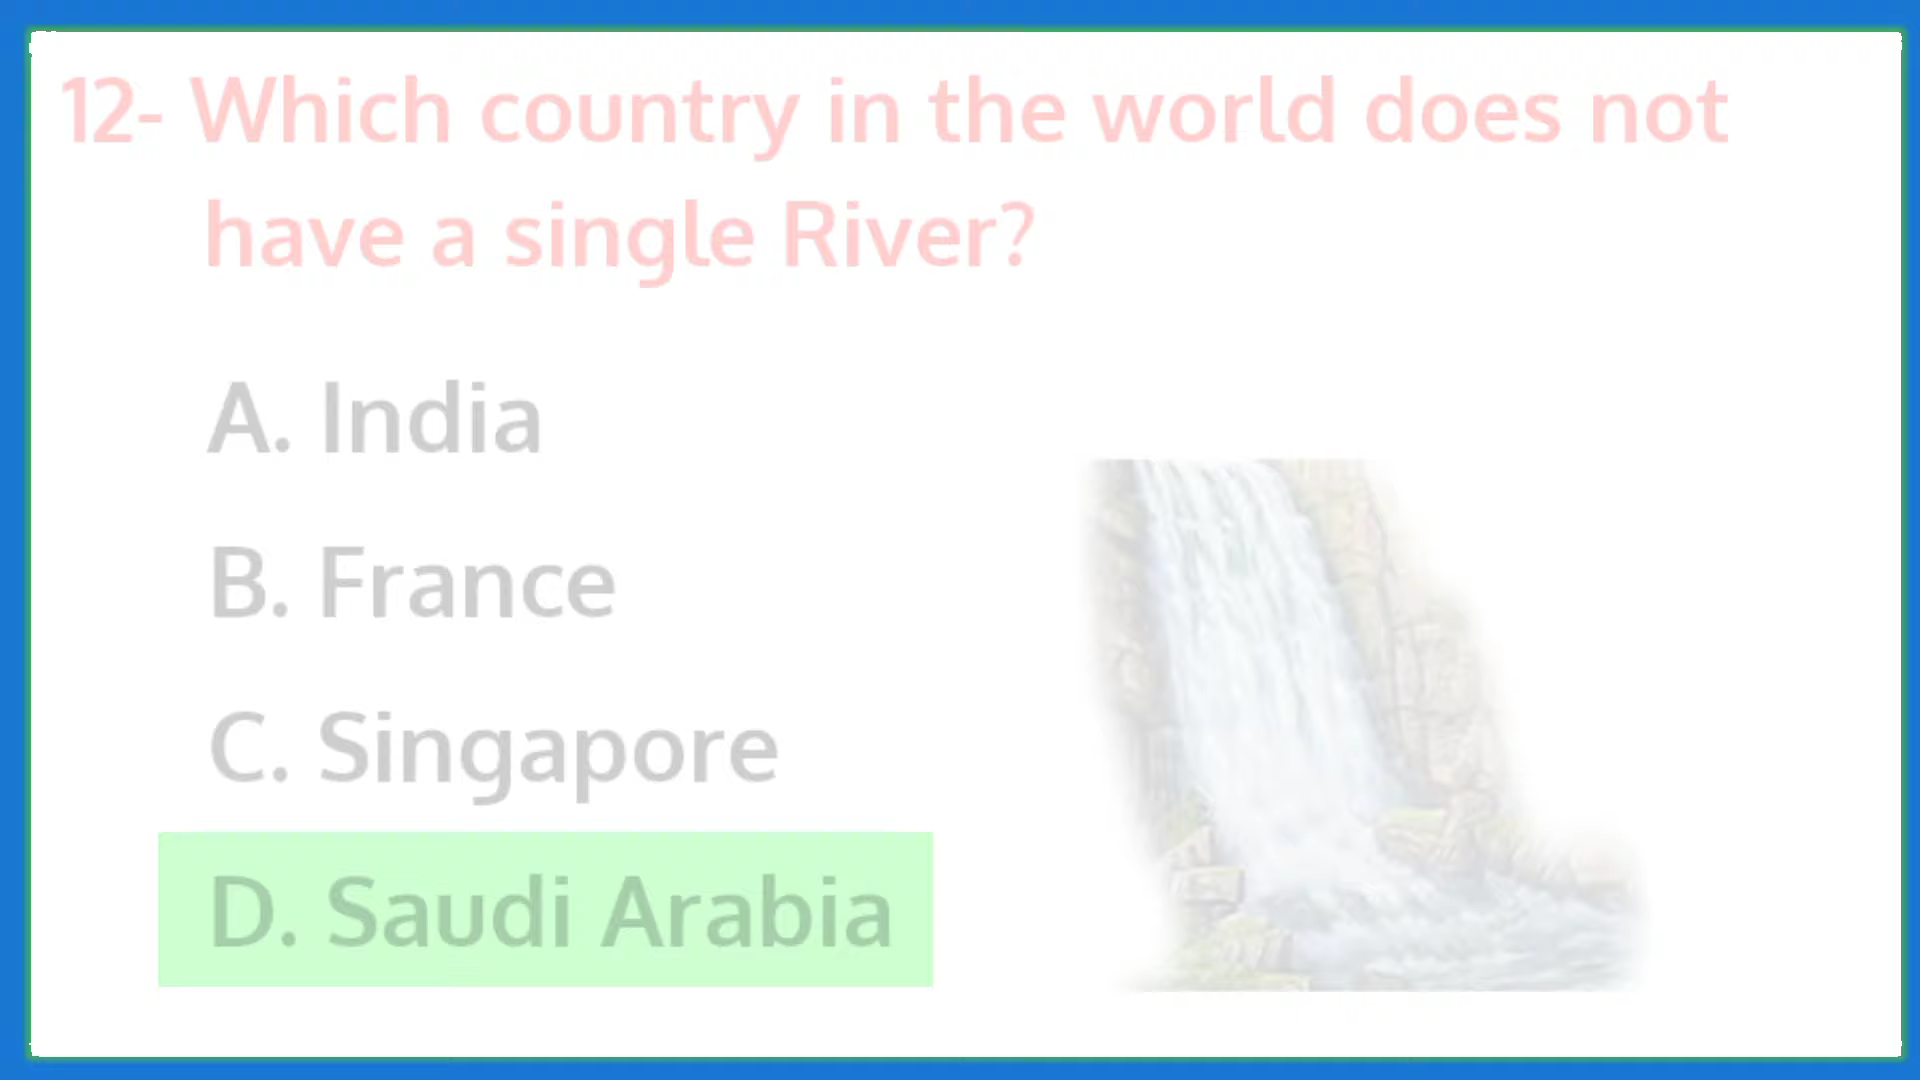 12- Which country in the world does not
have a single River?
A. India
B. France
C. Singapore
D. Saudi Arabia